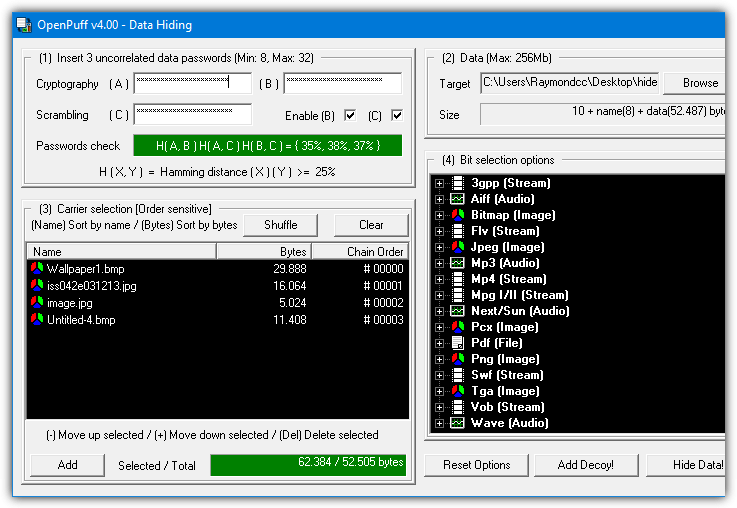 OpenPuff v4.00 - Data Hiding
(1) Insert 3 uncorrelated data passwords (Min: 8, Max: 32)
Cryptography (A) (B)
Scrambling (C) Enable (B) (C)
Passwords check H( A, B ) H( A, C ) H( B, C ) = { 35%, 38%, 37% }
H ( X, Y ) = Hamming distance ( X ) ( Y ) >= 25%
(2) Data (Max: 256Mb)
Target C:\Users\Raymondcc\Desktop\hide Browse
Size 10 + name(8) + data(52.487) byte
(3) Carrier selection [Order sensitive]
(Name) Sort by name / (Bytes) Sort by bytes Shuffle Clear
Name Bytes Chain Order
Wallpaper1.bmp 29.888 # 00000
iss042e031213.jpg 16.064 # 00001
image.jpg 5.024 # 00002
Untitled-4.bmp 11.408 # 00003
(-) Move up selected / (+) Move down selected / (Del) Delete selected
Add Selected / Total 62.384 / 52.505 bytes
(4) Bit selection options
3gpp (Stream)
Aiff (Audio)
Bitmap (Image)
Flv (Stream)
Jpeg (Image)
Mp3 (Audio)
Mp4 (Stream)
Mpg I/II (Stream)
Next/Sun (Audio)
Pcx (Image)
Pdf (File)
Png (Image)
Swf (Stream)
Tga (Image)
Vob (Stream)
Wave (Audio)
Reset Options Add Decoy! Hide Data!